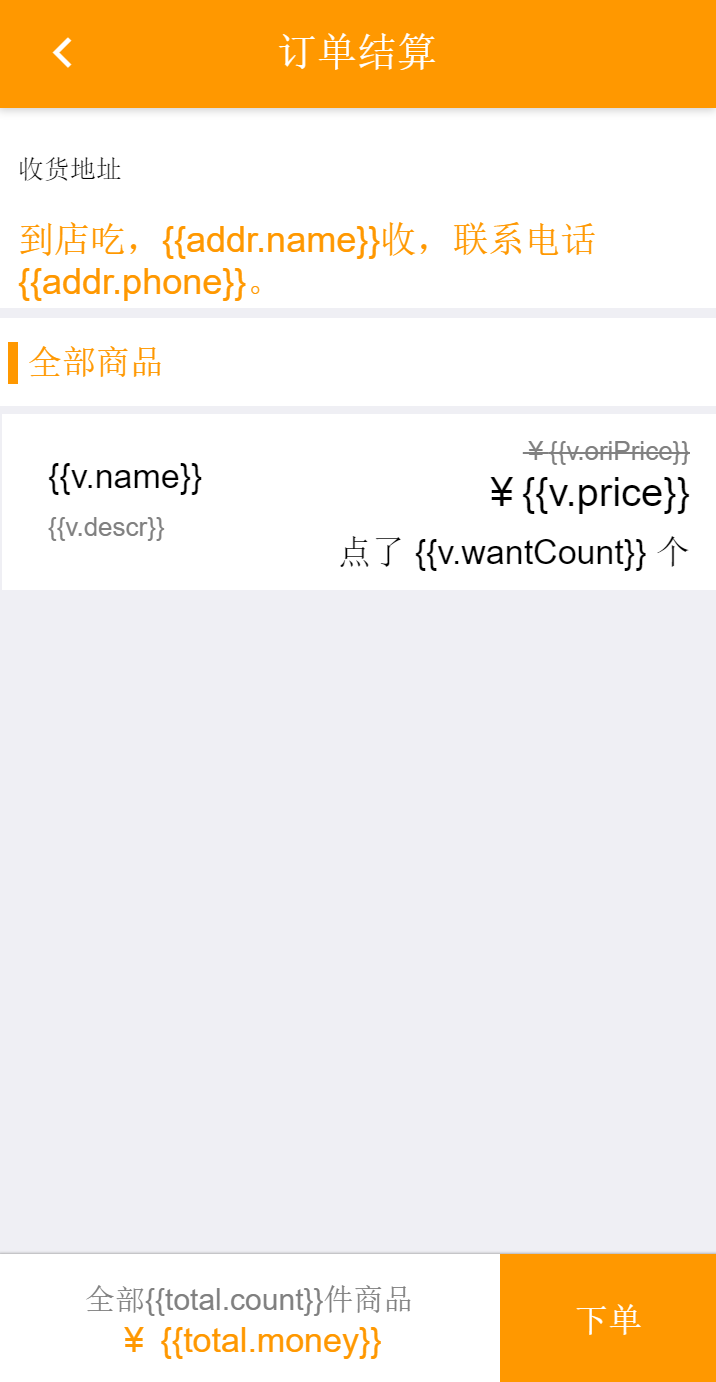 订单结算
收货地址
到店吃，{{addr.name}}收，联系电话
{{addr.phone}}。
全部商品
￥{{v.oriPrice}}
{{v.name}}
￥{{v.price}}
{{v.descr}}
点了 {{v.wantCount}} 个
全部{{total.count}}件商品
￥ {{total.money}}
下单